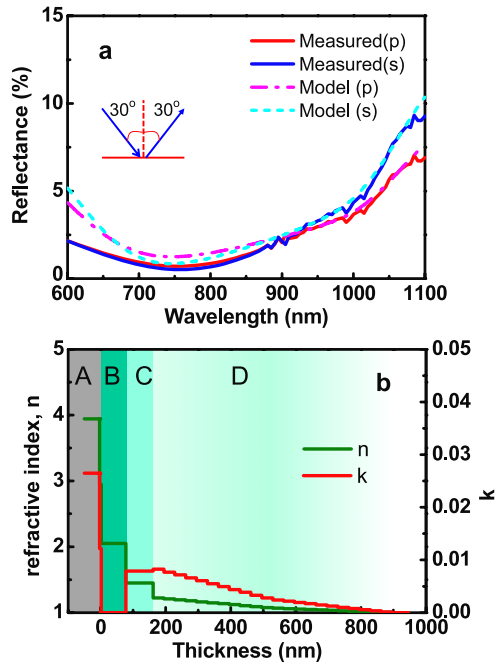 a
Measured(p)
Measured(s)
Model (p)
Model (s)
30° 30°
Reflectance (%)
15
10
5
0
600 700 800 900 1000 1100
Wavelength (nm)
A B C D b
n
k
refractive index, n
5
4
3
2
1
k
0.05
0.04
0.03
0.02
0.01
0.00
0 200 400 600 800 1000
Thickness (nm)